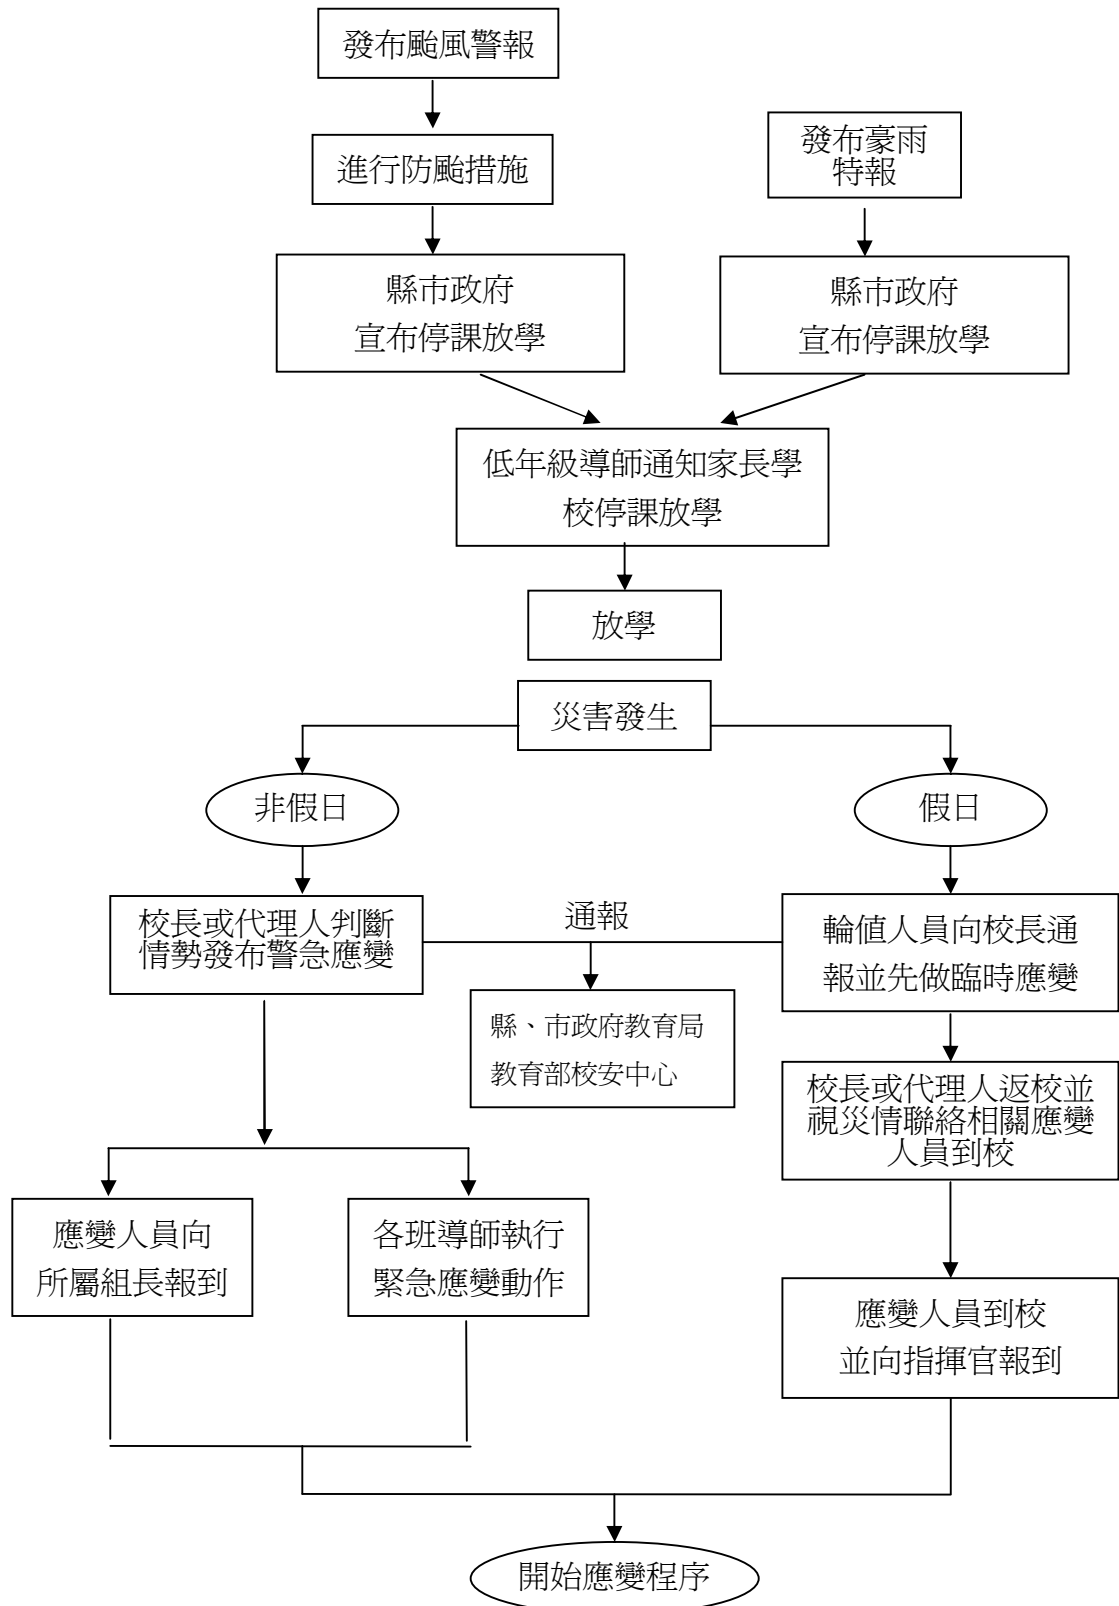 發布颱風警報
進行防颱措施
發布豪雨
特報
縣市政府
宣布停課放學
縣市政府
宣布停課放學
低年級導師通知家長學
校停課放學
放學
災害發生
非假日
假日
校長或代理人判斷
情勢發布警急應變
通報
輪值人員向校長通
報並先做臨時應變
縣、市政府教育局
教育部校安中心
校長或代理人返校並
視災情聯絡相關應變
人員到校
應變人員向
所屬組長報到
各班導師執行
緊急應變動作
應變人員到校
並向指揮官報到
開始應變程序